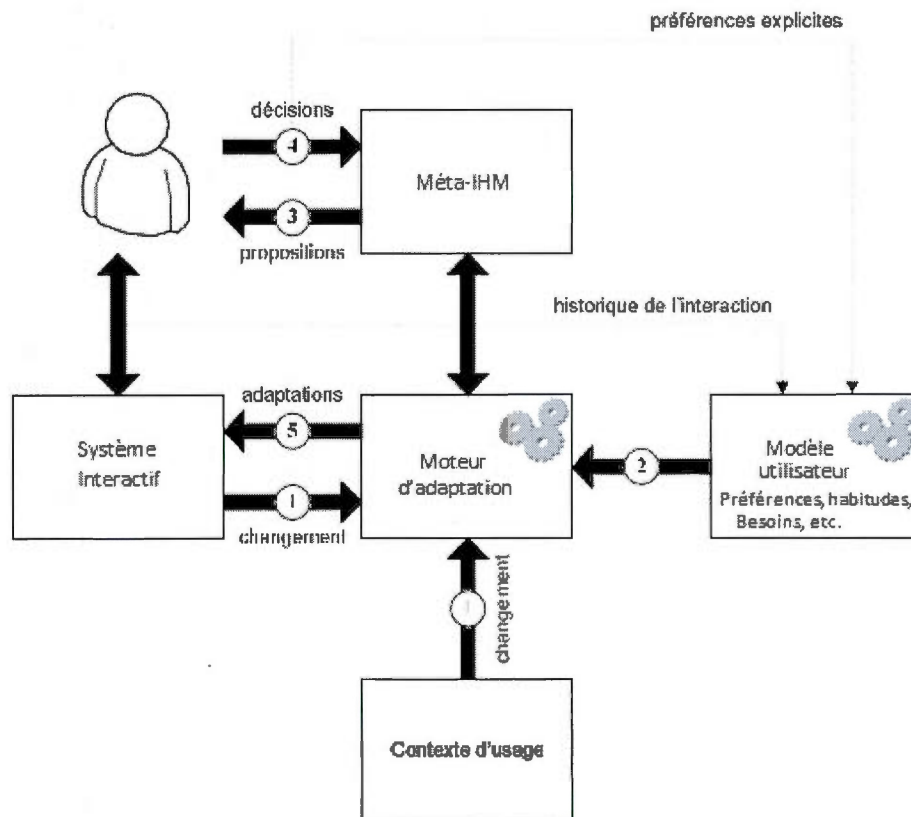 préférences explicites
décisions
4
Méta-IHM
3
propositions
historique de l'interaction
adaptations
5
Système
Interactif
Moteur
d'adaptation
2
Modèle
utilisateur
Préférences, habitudes,
Besoins, etc.
1
changement
1
changement
Contexte d'usage